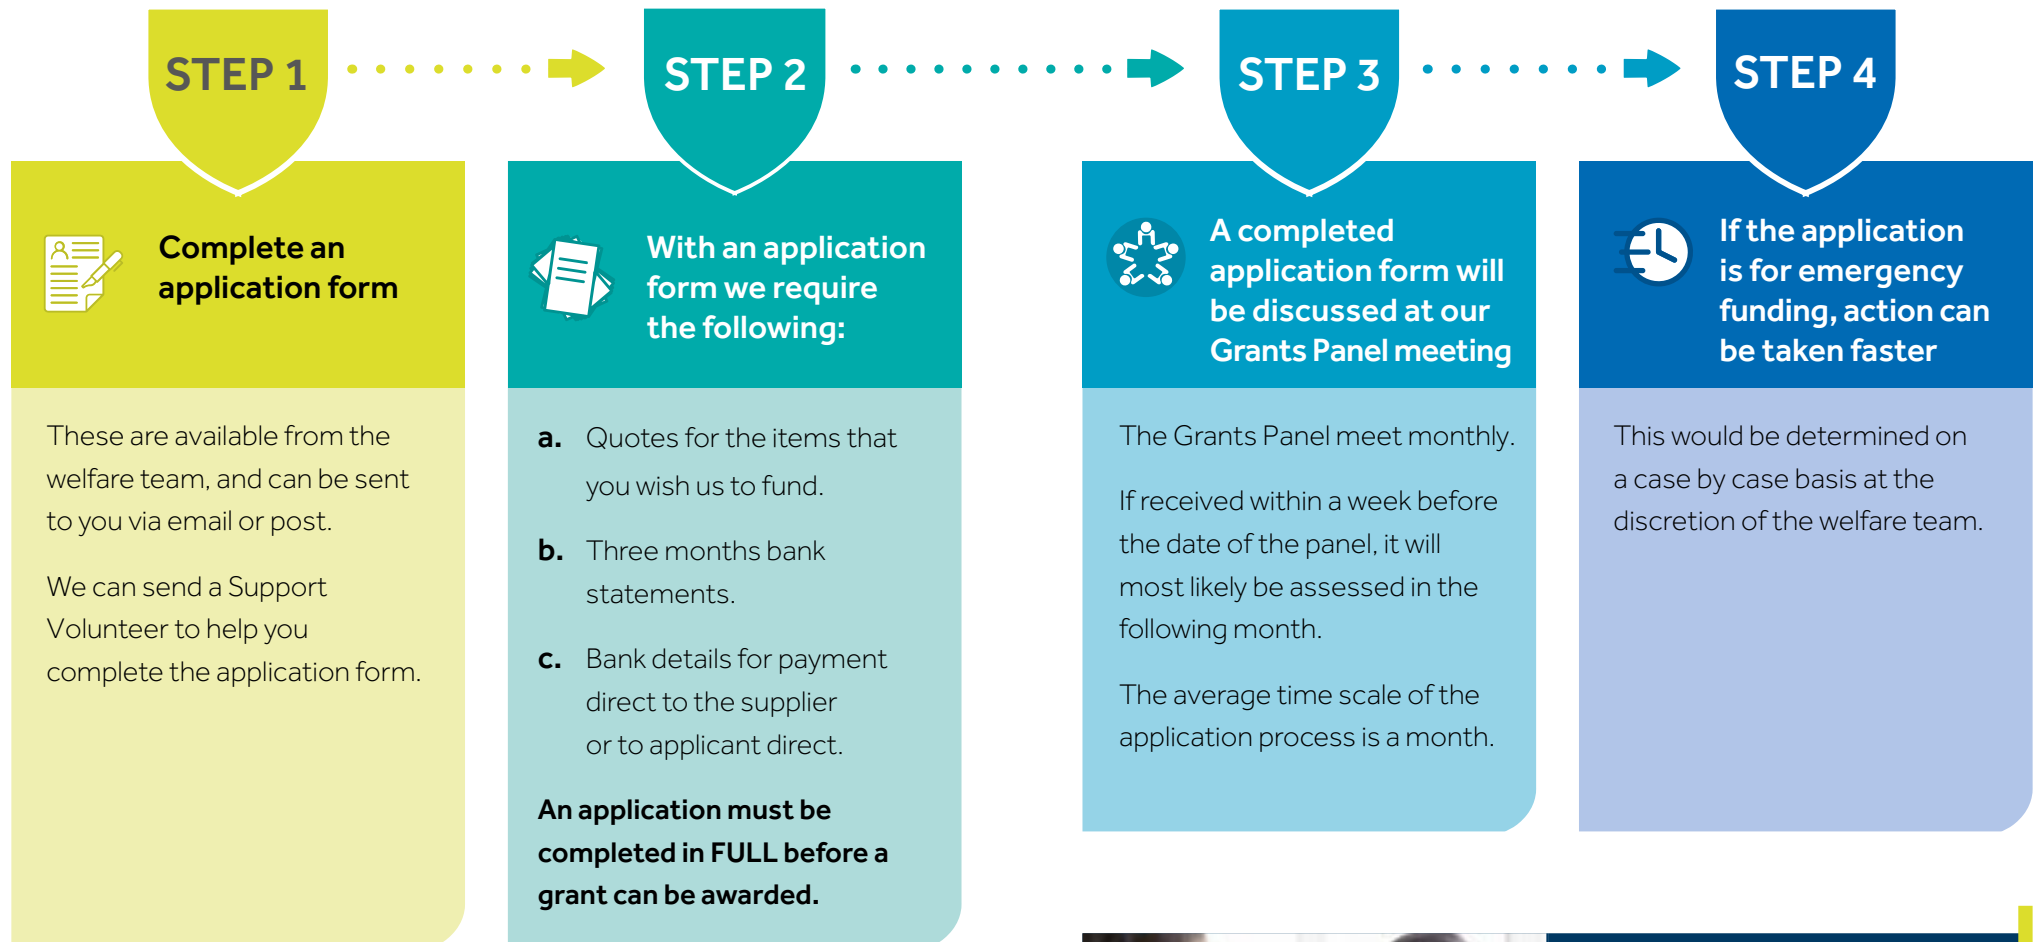 STEP 1
STEP 2
STEP 3
STEP 4
Complete an
application form
These are available from the
welfare team, and can be sent
to you via email or post.
We can send a Support
Volunteer to help you
complete the application form.
With an application
form we require
the following:
a. Quotes for the items that
you wish us to fund.
b. Three months bank
statements.
c. Bank details for payment
direct to the supplier
or to applicant direct.
An application must be
completed in FULL before a
grant can be awarded.
A completed
application form will
be discussed at our
Grants Panel meeting
The Grants Panel meet monthly.
If received within a week before
the date of the panel, it will
most likely be assessed in the
following month.
The average time scale of the
application process is a month.
If the application
is for emergency
funding, action can
be taken faster
This would be determined on
a case by case basis at the
discretion of the welfare team.